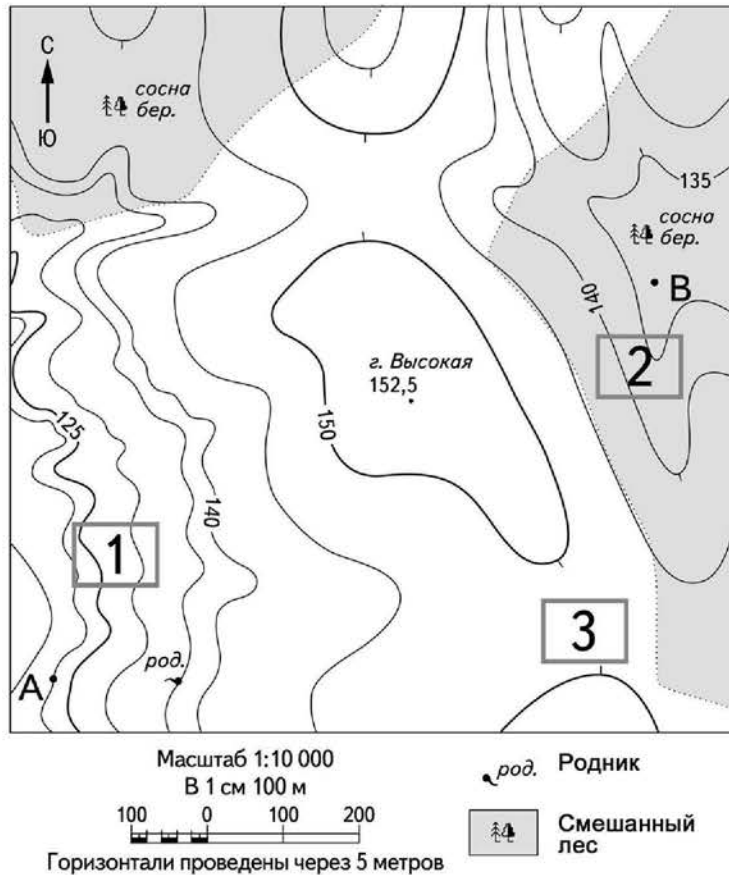 С
Ю
сосна
бер.
135
сосна
бер.
В
140
2
г. Высокая
152,5
150
125
140
1
3
род.
А
Масштаб 1:10 000
В 1 см 100 м
100 0 100 200
Горизонтали проведены через 5 метров
род. Родник
Смешанный
лес